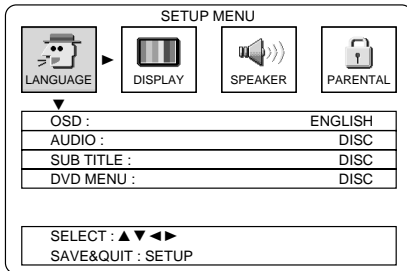 SETUP MENU
LANGUAGE DISPLAY SPEAKER PARENTAL
OSD : ENGLISH
AUDIO : DISC
SUB TITLE : DISC
DVD MENU : DISC
SELECT : ▲ ▼ ◄ ►
SAVE&QUIT : SETUP